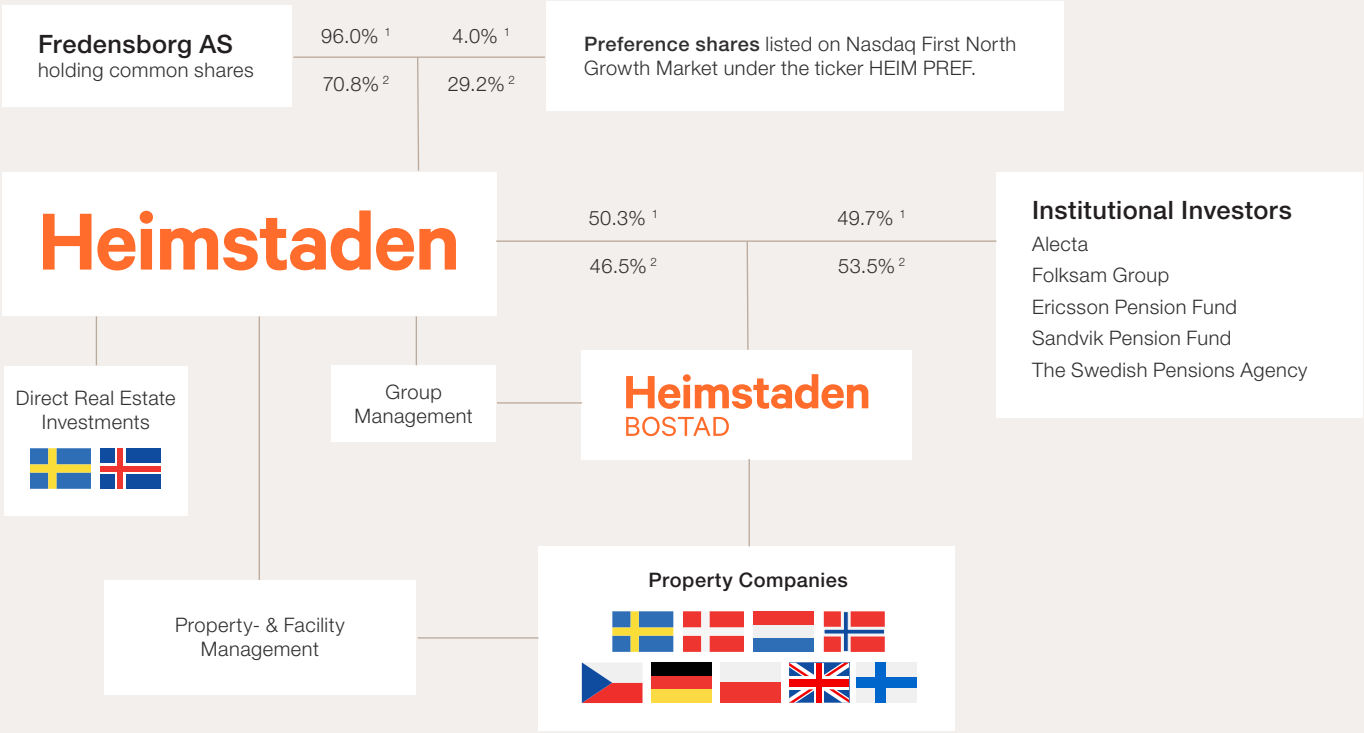 Fredensborg AS
holding common shares
96.0% 1
4.0% 1
70.8% 2
29.2% 2
Preference shares listed on Nasdaq First North
Growth Market under the ticker HEIM PREF.
Heimstaden
50.3% 1
49.7% 1
46.5% 2
53.5% 2
Institutional Investors
Alecta
Folksam Group
Ericsson Pension Fund
Sandvik Pension Fund
The Swedish Pensions Agency
Direct Real Estate
Investments
Group
Management
Heimstaden
BOSTAD
Property- & Facility
Management
Property Companies